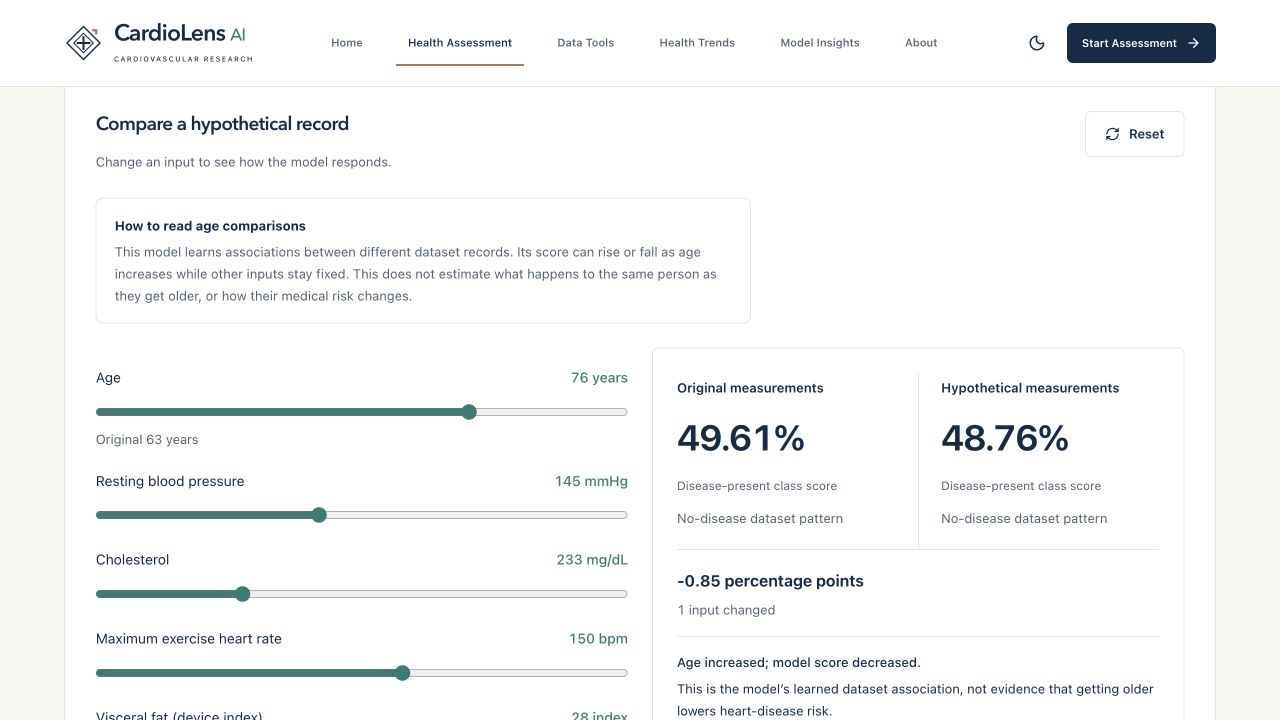 CardioLens AI
CARDIOVASCULAR RESEARCH
Home
Health Assessment
Data Tools
Health Trends
Model Insights
About
Start Assessment
Compare a hypothetical record
Reset
Change an input to see how the model responds.
How to read age comparisons
This model learns associations between different dataset records. Its score can rise or fall as age
increases while other inputs stay fixed. This does not estimate what happens to the same person as
they get older, or how their medical risk changes.
Age
76 years
Original 63 years
Resting blood pressure
145 mmHg
Cholesterol
233 mg/dL
Maximum exercise heart rate
150 bpm
Visceral fat (device index)
28 index
Original measurements
49.61%
Disease-present class score
No-disease dataset pattern
Hypothetical measurements
48.76%
Disease-present class score
No-disease dataset pattern
-0.85 percentage points
1 input changed
Age increased; model score decreased.
This is the model’s learned dataset association, not evidence that getting older
lowers heart-disease risk.